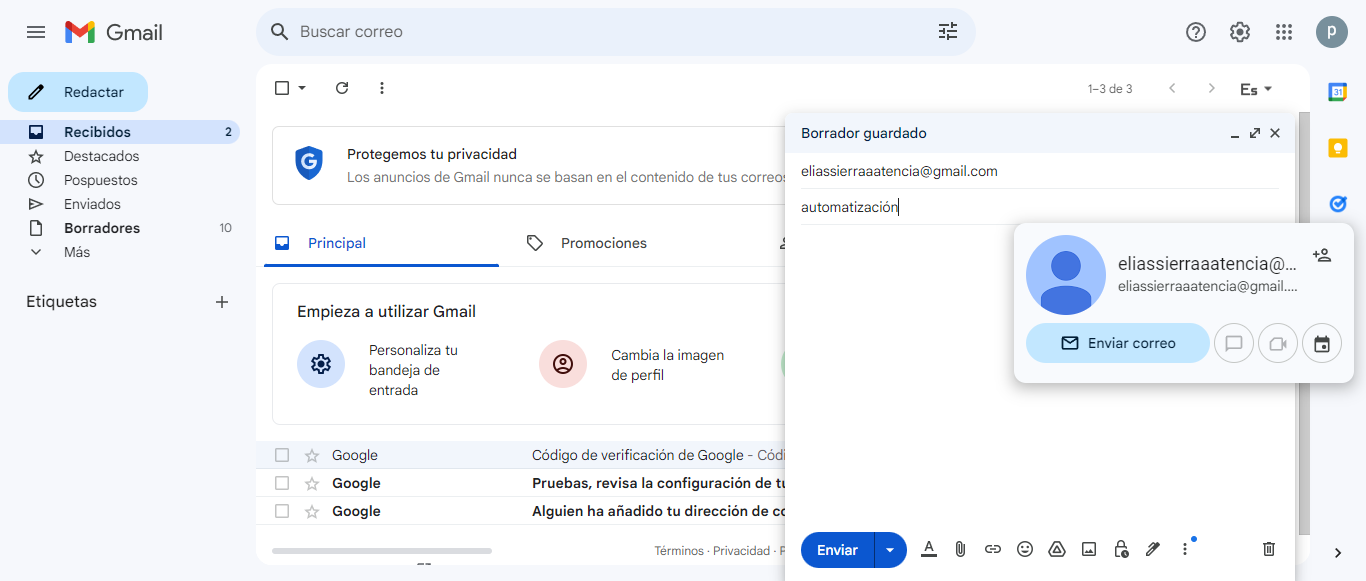 Gmail
Buscar correo
P
Redactar
Recibidos 2
Destacados
Pospuestos
Enviados
Borradores 10
Más
Etiquetas
1–3 de 3
Es
31
Protegemos tu privacidad
Los anuncios de Gmail nunca se basan en el contenido de tus correos
Principal
Promociones
Empieza a utilizar Gmail
Personaliza tu
bandeja de
entrada
Cambia la imagen
de perfil
Google Código de verificación de Google - Códi
Google Pruebas, revisa la configuración de tu
Google Alguien ha añadido tu dirección de co
Términos · Privacidad · P
Borrador guardado
eliassierraaatencia@gmail.com
automatización
eliassierraaatencia@...
eliassierraaatencia@gmail....
Enviar correo
Enviar